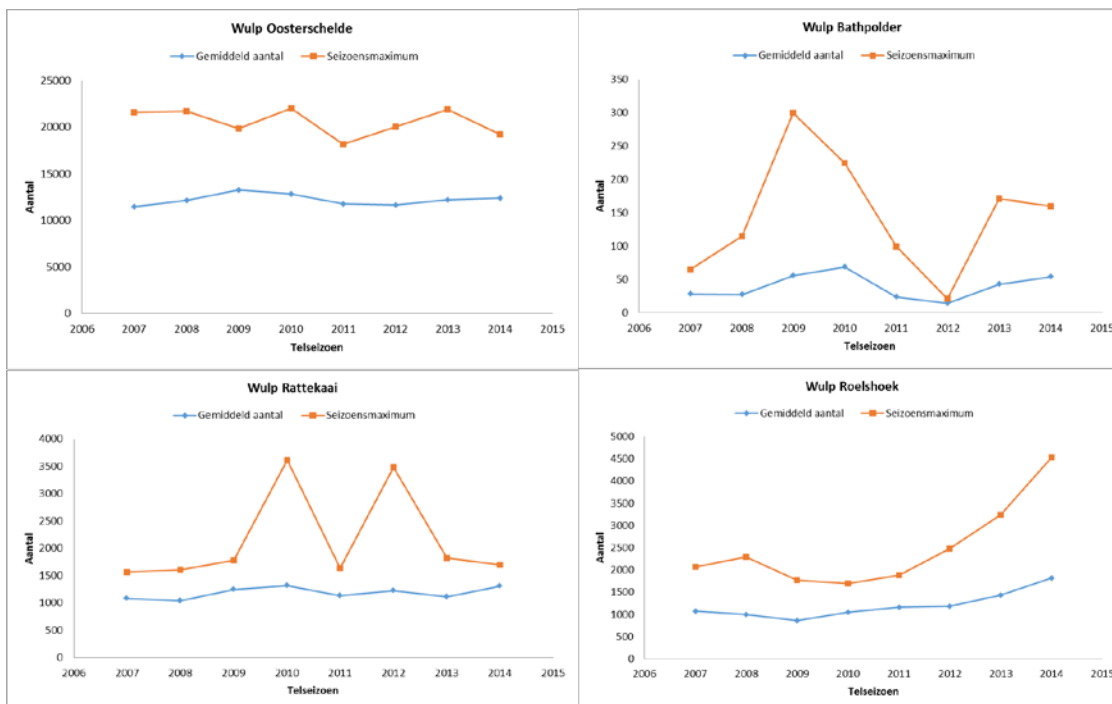 Wulp Oosterschelde
Gemiddeld aantal Seizoensmaximum
25000
20000
15000
10000
5000
0
Aantal
2006 2007 2008 2009 2010 2011 2012 2013 2014 2015
Telseizoen
Wulp Bathpolder
Gemiddeld aantal Seizoensmaximum
350
300
250
200
150
100
50
0
Aantal
2006 2007 2008 2009 2010 2011 2012 2013 2014 2015
Telseizoen
Wulp Rattekaai
Gemiddeld aantal Seizoensmaximum
4000
3500
3000
2500
2000
1500
1000
500
0
Aantal
2006 2007 2008 2009 2010 2011 2012 2013 2014 2015
Telseizoen
Wulp Roelshoek
Gemiddeld aantal Seizoensmaximum
5000
4500
4000
3500
3000
2500
2000
1500
1000
500
0
Aantal
2006 2007 2008 2009 2010 2011 2012 2013 2014 2015
Telseizoen